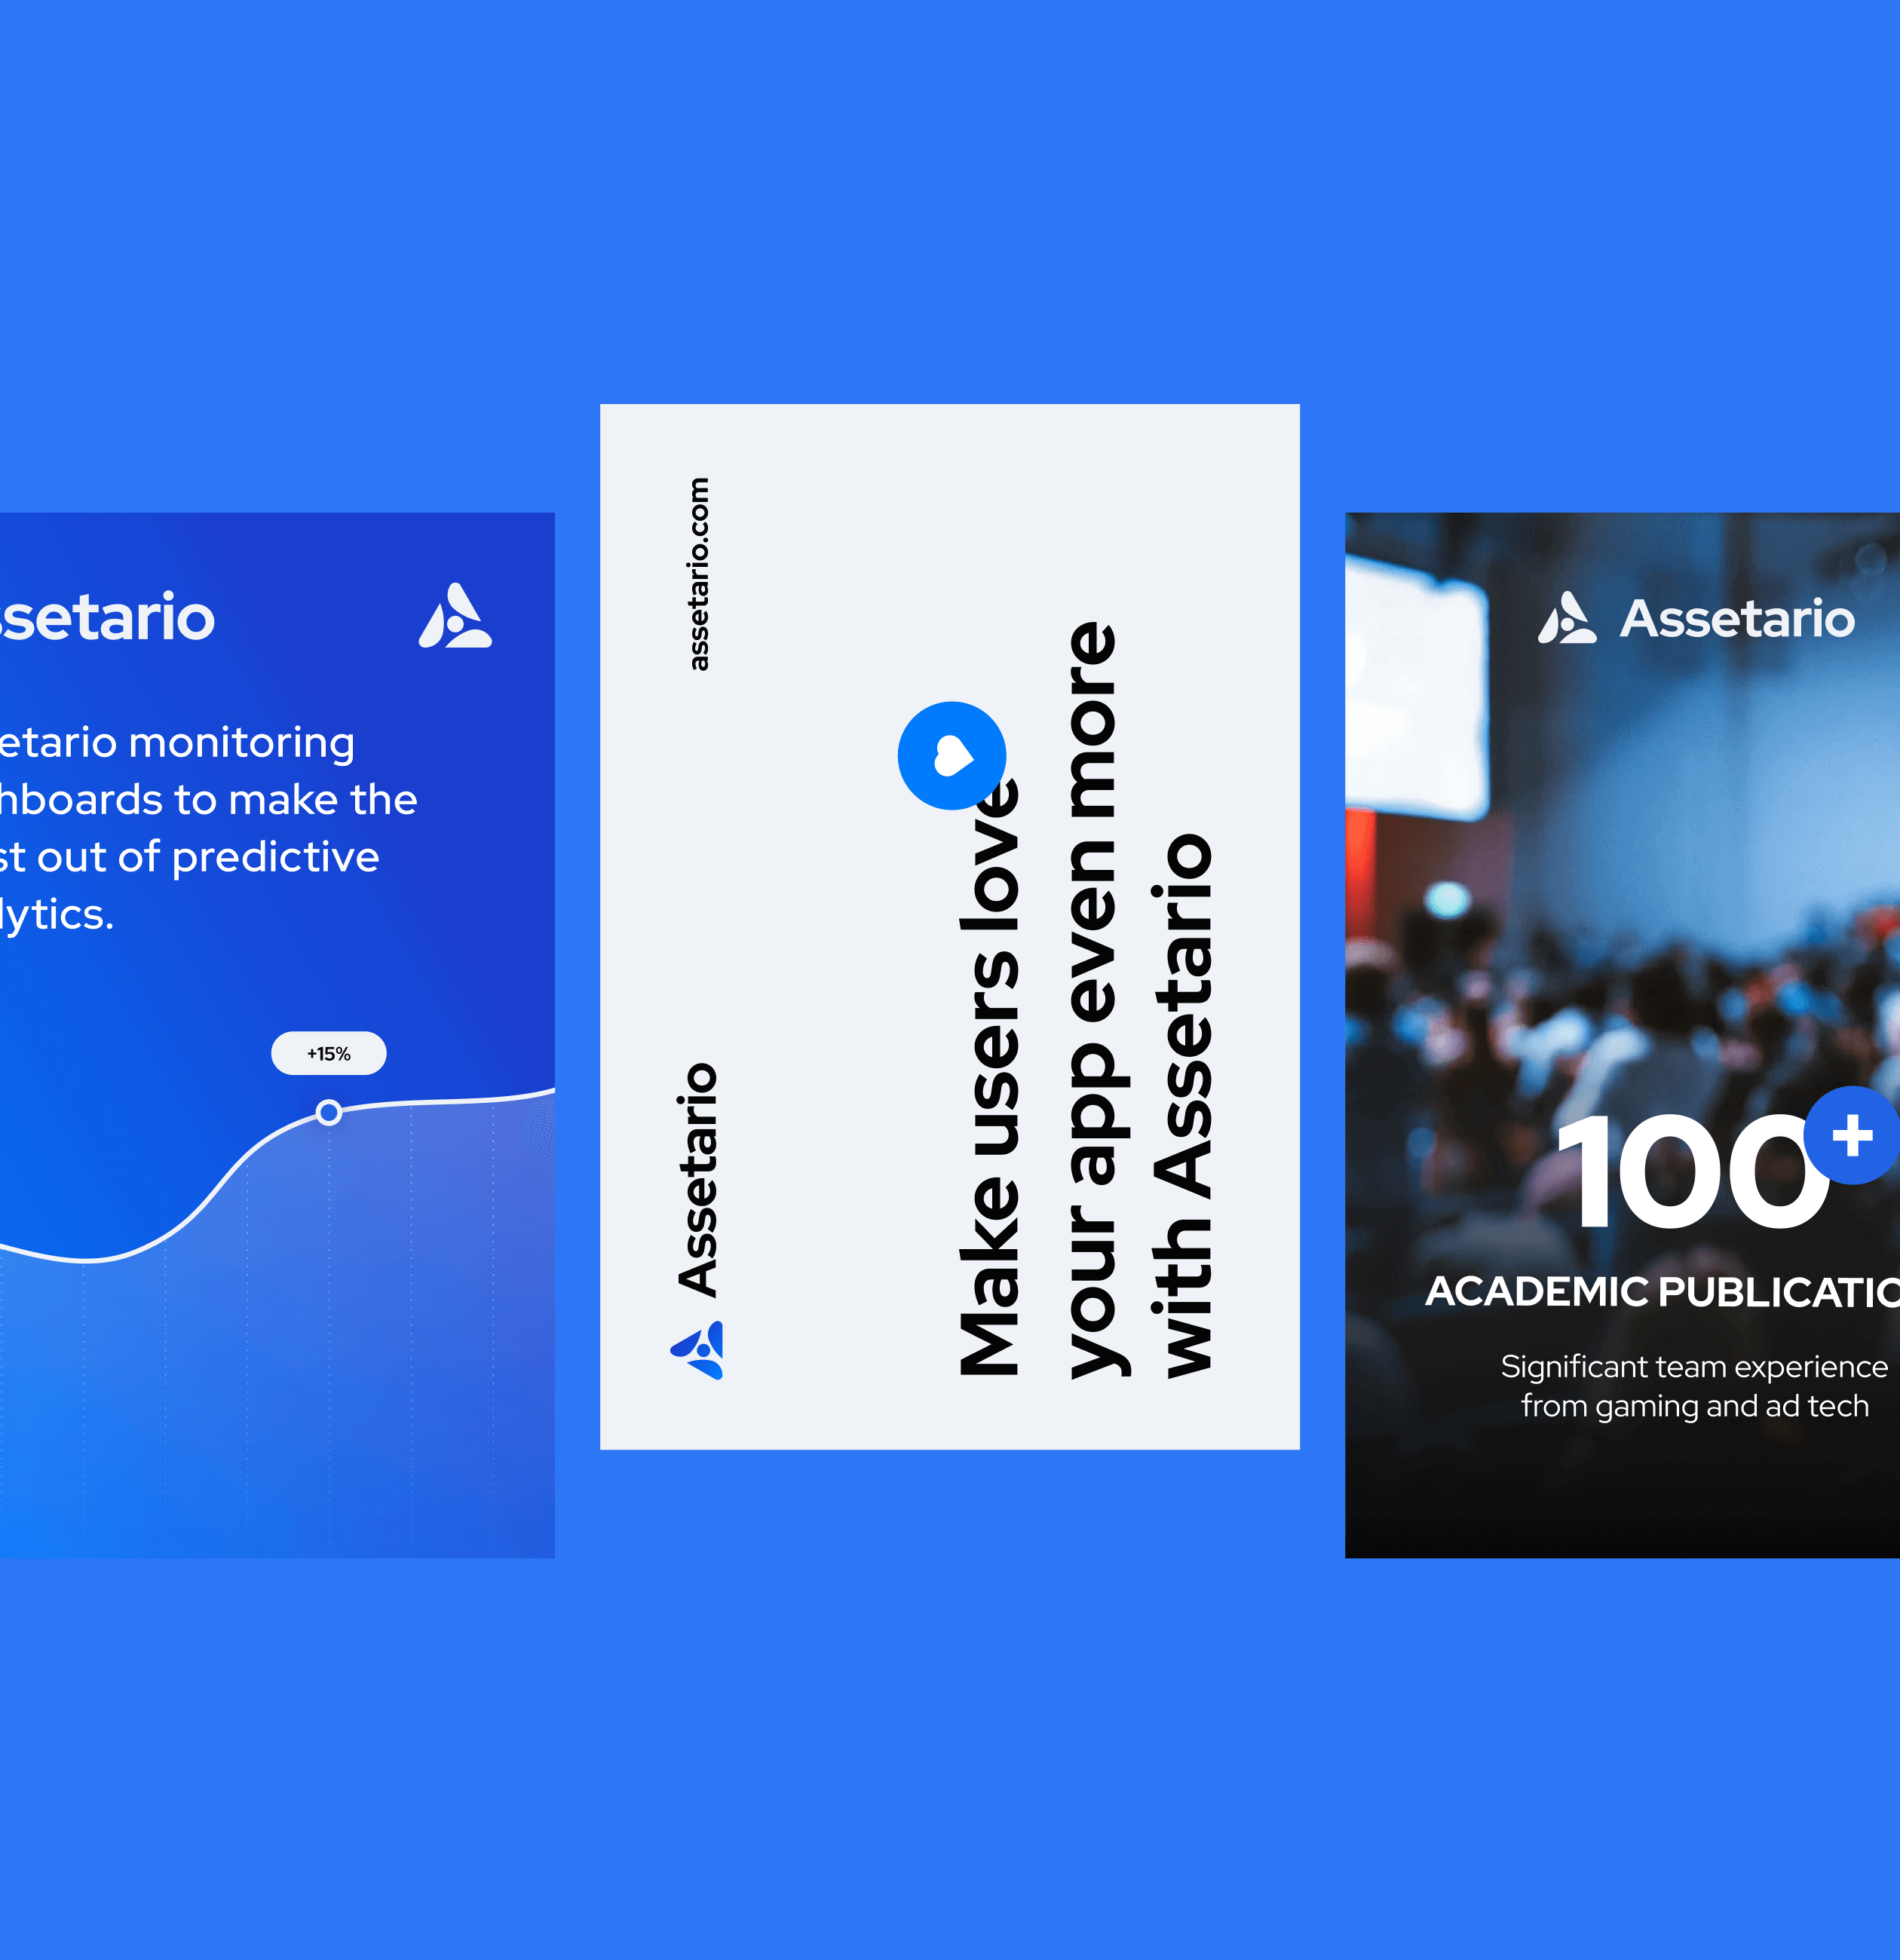 ssetario
etario monitoring
hboards to make the
st out of predictive
lytics.
+15%
Assetario
assetario.com
Make users love
your app even more
with Assetario
Assetario
100+
ACADEMIC PUBLICATIO
Significant team experience
from gaming and ad tech